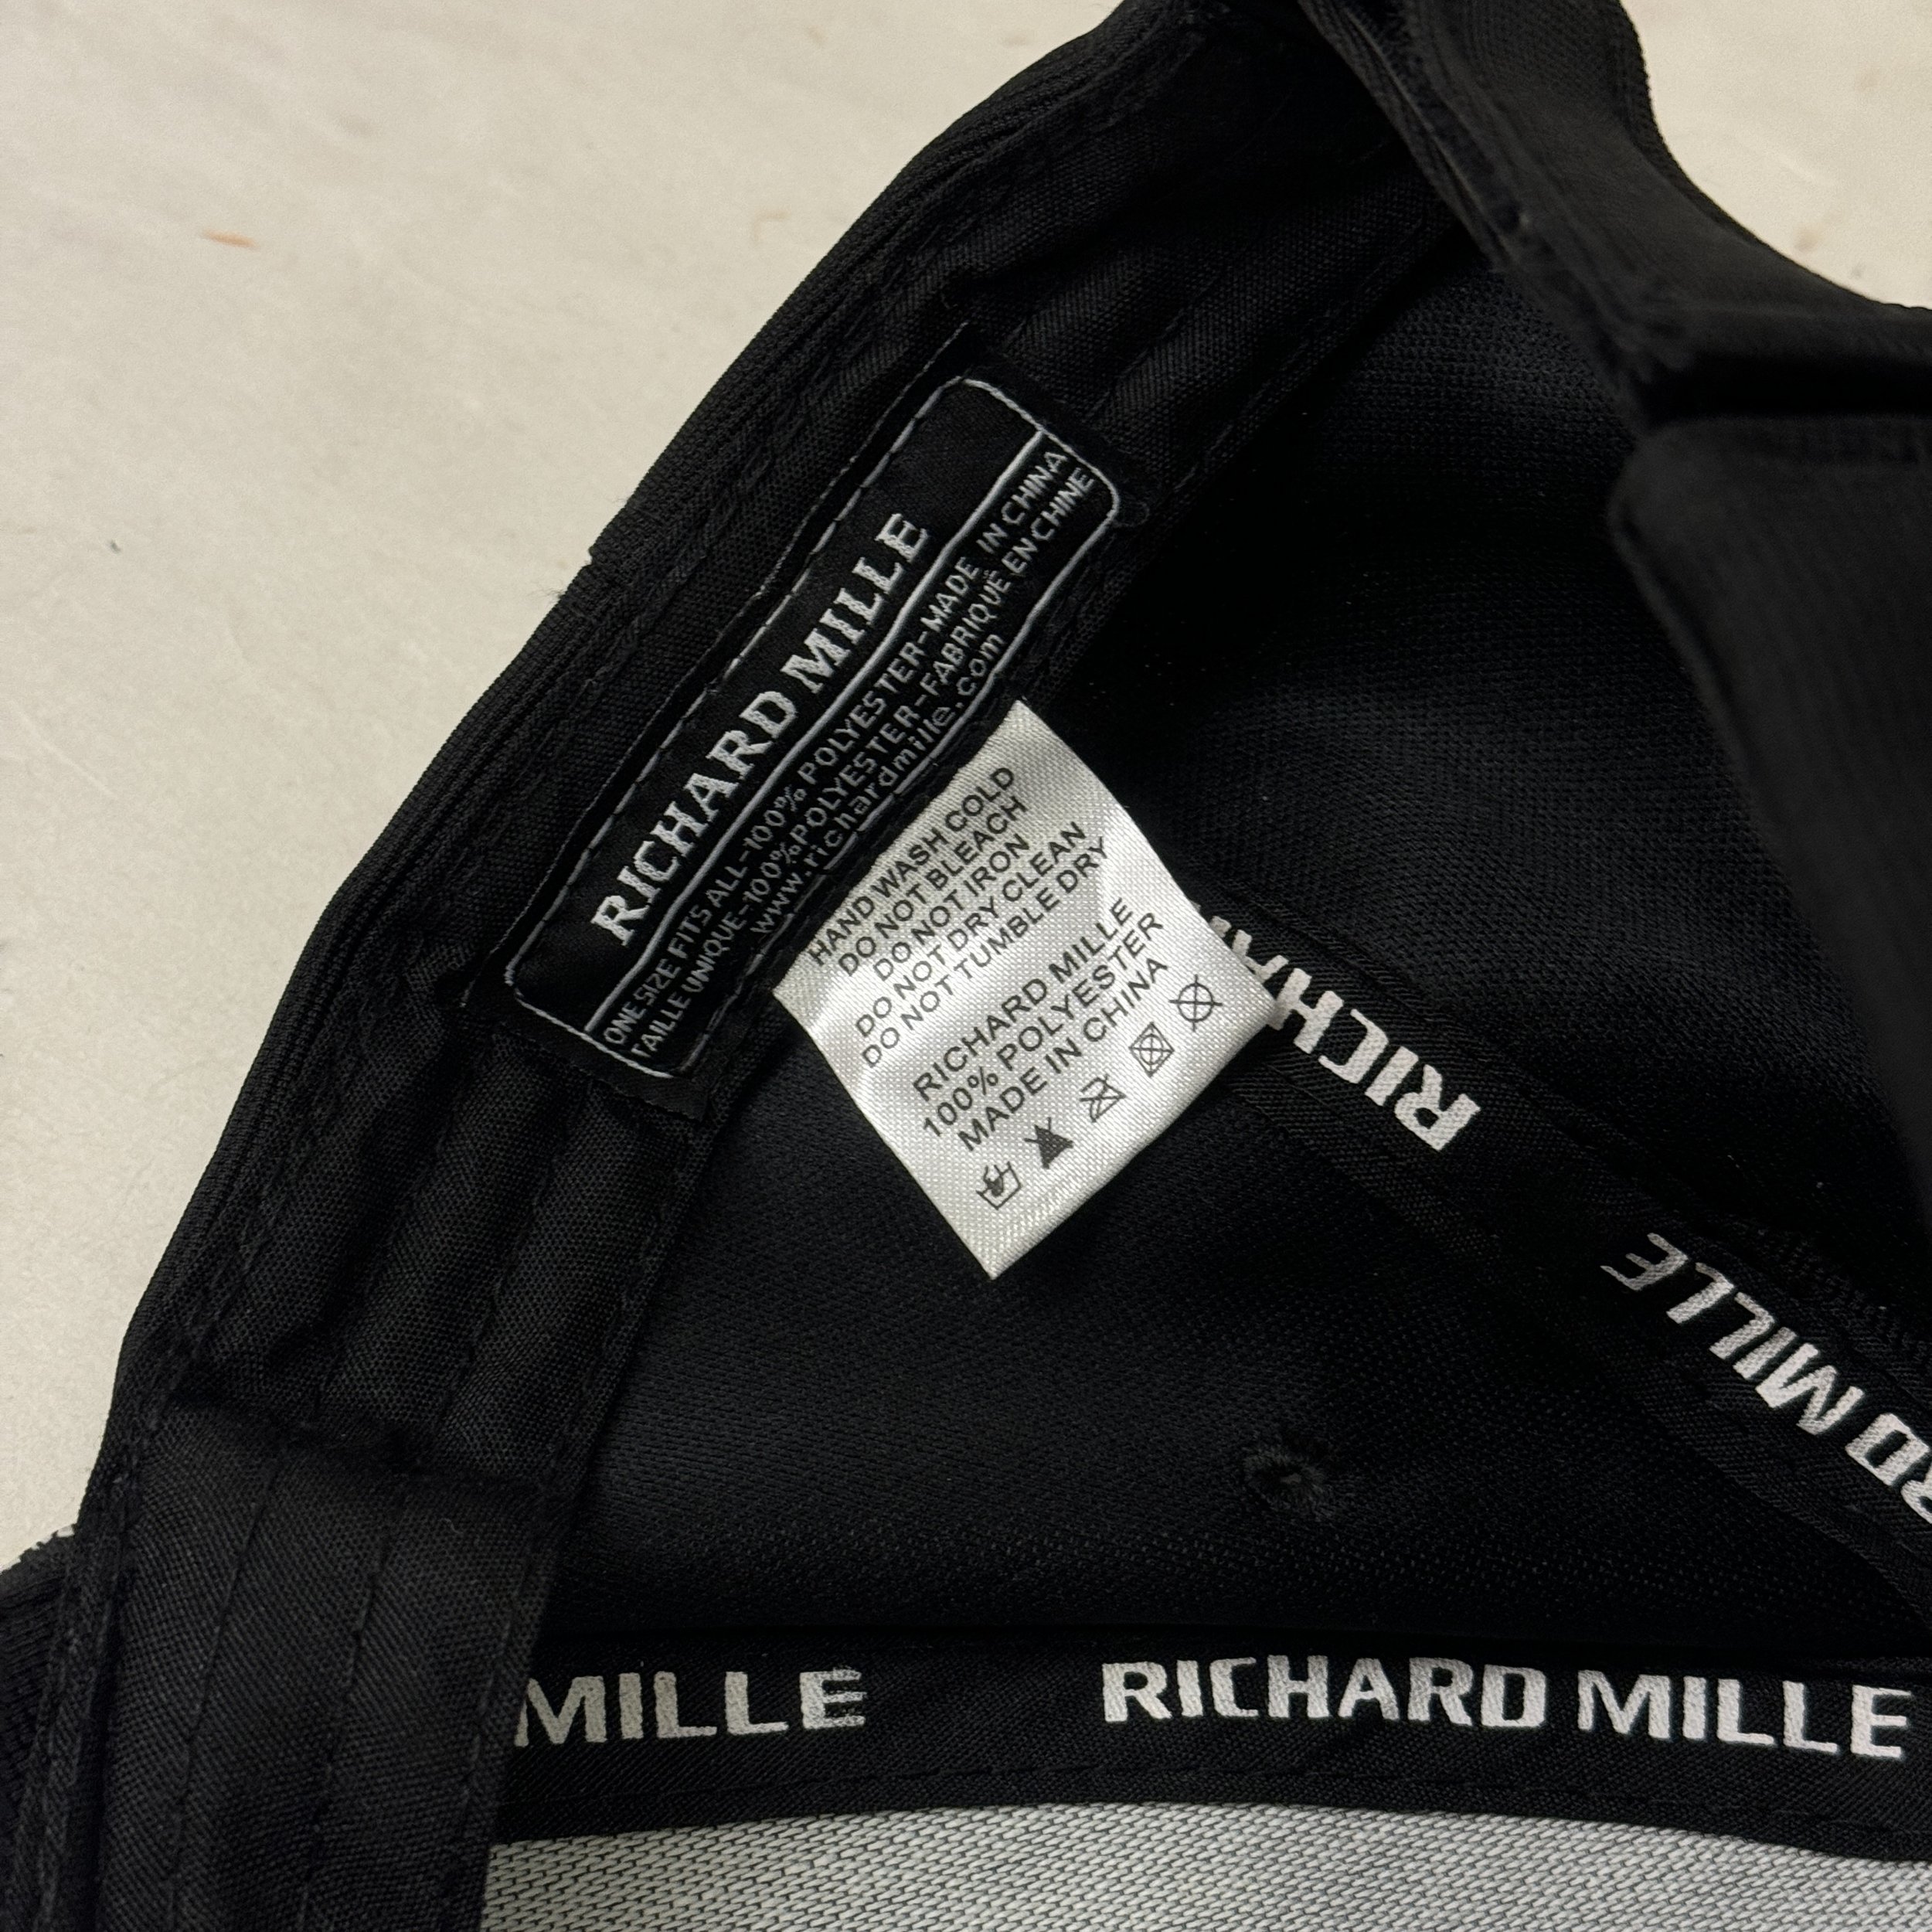 RICHARD MILLE
ONE SIZE FITS ALL-100% POLYESTER-MADE IN CHINA
TAILLE UNIQUE-100%POLYESTER-FABRIQUÉ EN CHINE
www.richardmille.com
HAND WASH COLD
DO NOT BLEACH
DO NOT IRON
DO NOT DRY CLEAN
DO NOT TUMBLE DRY
RICHARD MILLE
100% POLYESTER
MADE IN CHINA
RICHA
RD MILLE
MILLE
RICHARD MILLE